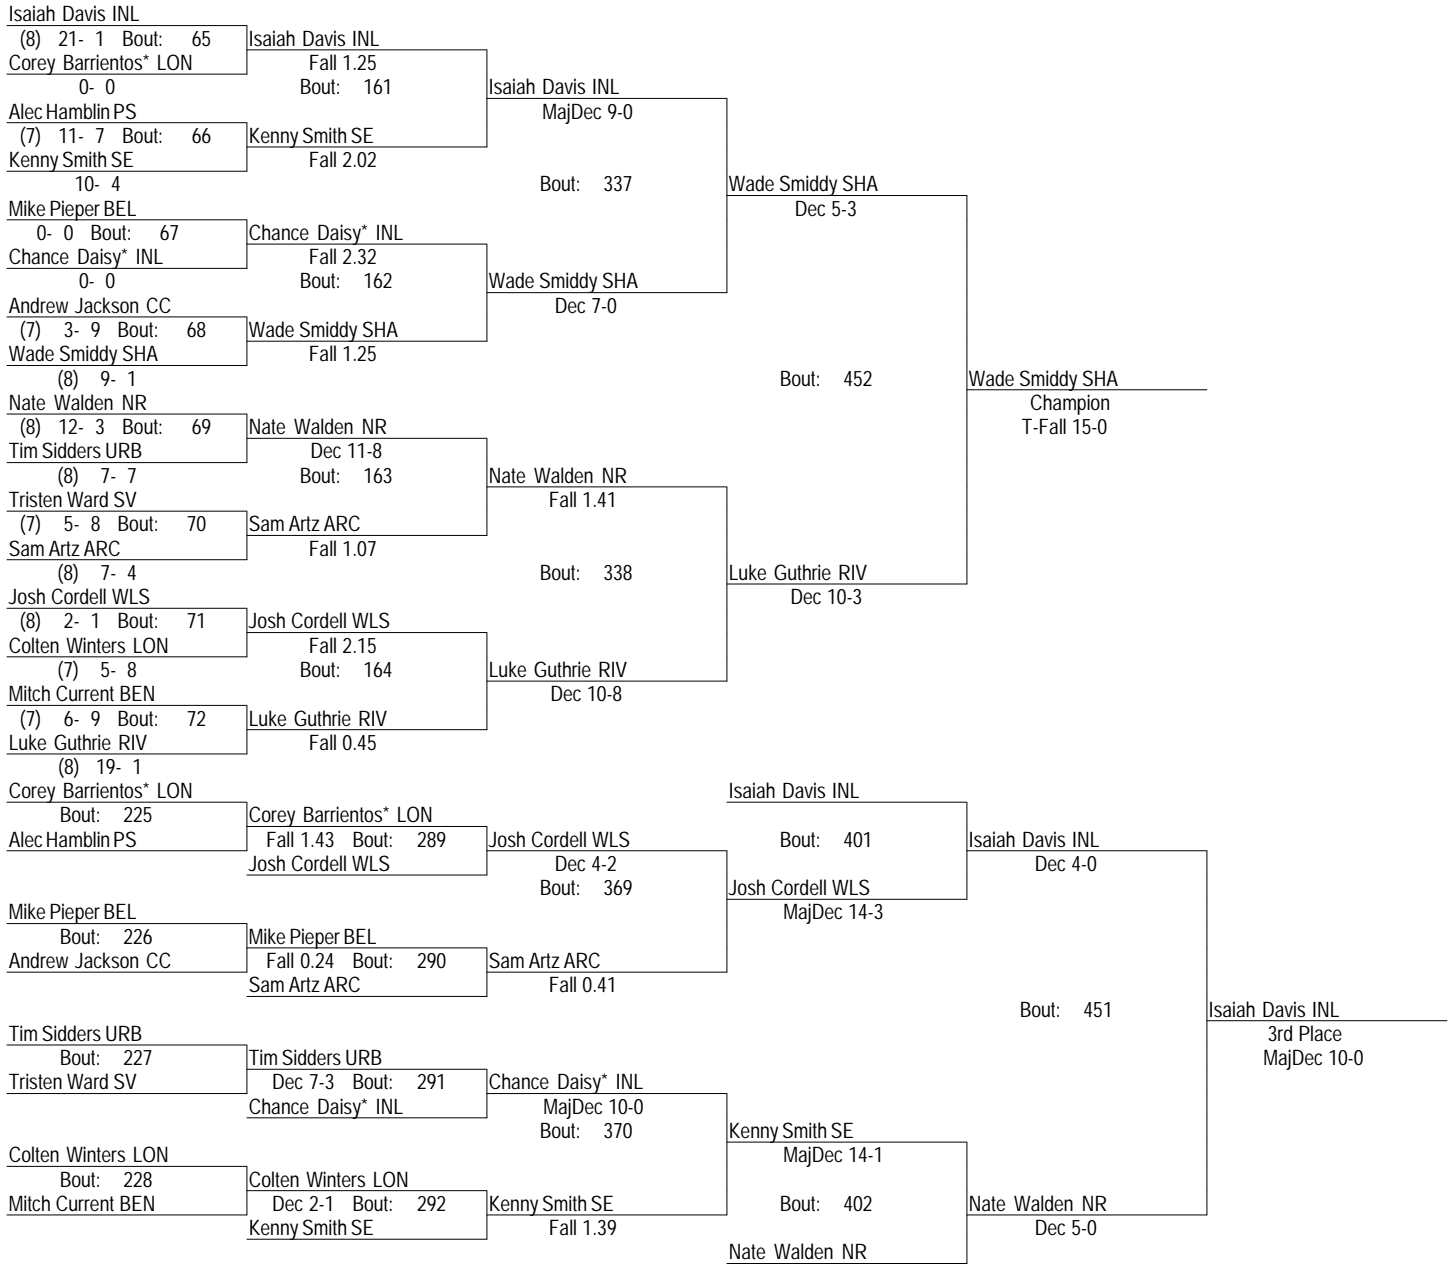 Isaiah Davis INL
(8) 21- 1 Bout: 65 Isaiah Davis INL
Corey Barrientos* LON Fall 1.25
0- 0 Bout: 161 Isaiah Davis INL
Alec Hamblin PS MajDec 9-0
(7) 11- 7 Bout: 66 Kenny Smith SE
Kenny Smith SE Fall 2.02
10- 4 Bout: 337 Wade Smiddy SHA
Mike Pieper BEL Dec 5-3
0- 0 Bout: 67 Chance Daisy* INL
Chance Daisy* INL Fall 2.32
0- 0 Bout: 162 Wade Smiddy SHA
Andrew Jackson CC Dec 7-0
(7) 3- 9 Bout: 68 Wade Smiddy SHA
Wade Smiddy SHA Fall 1.25
(8) 9- 1 Bout: 452 Wade Smiddy SHA
Nate Walden NR Champion
(8) 12- 3 Bout: 69 Nate Walden NR T-Fall 15-0
Tim Sidders URB Dec 11-8
(8) 7- 7 Bout: 163 Nate Walden NR
Tristen Ward SV Fall 1.41
(7) 5- 8 Bout: 70 Sam Artz ARC
Sam Artz ARC Fall 1.07
(8) 7- 4 Bout: 338 Luke Guthrie RIV
Josh Cordell WLS Dec 10-3
(8) 2- 1 Bout: 71 Josh Cordell WLS
Colten Winters LON Fall 2.15
(7) 5- 8 Bout: 164 Luke Guthrie RIV
Mitch Current BEN Dec 10-8
(7) 6- 9 Bout: 72 Luke Guthrie RIV
Luke Guthrie RIV Fall 0.45
(8) 19- 1
Corey Barrientos* LON Isaiah Davis INL
Bout: 225 Corey Barrientos* LON
Alec Hamblin PS Fall 1.43 Bout: 289 Josh Cordell WLS Bout: 401 Isaiah Davis INL
Josh Cordell WLS Dec 4-2 Dec 4-0
Bout: 369 Josh Cordell WLS
Mike Pieper BEL MajDec 14-3
Bout: 226 Mike Pieper BEL
Andrew Jackson CC Fall 0.24 Bout: 290 Sam Artz ARC
Sam Artz ARC Fall 0.41
Bout: 451 Isaiah Davis INL
Tim Sidders URB 3rd Place
Bout: 227 Tim Sidders URB MajDec 10-0
Tristen Ward SV Dec 7-3 Bout: 291 Chance Daisy* INL
Chance Daisy* INL MajDec 10-0
Bout: 370 Kenny Smith SE
Colten Winters LON MajDec 14-1
Bout: 228 Colten Winters LON
Mitch Current BEN Dec 2-1 Bout: 292 Kenny Smith SE Bout: 402 Nate Walden NR
Kenny Smith SE Fall 1.39 Dec 5-0
Nate Walden NR